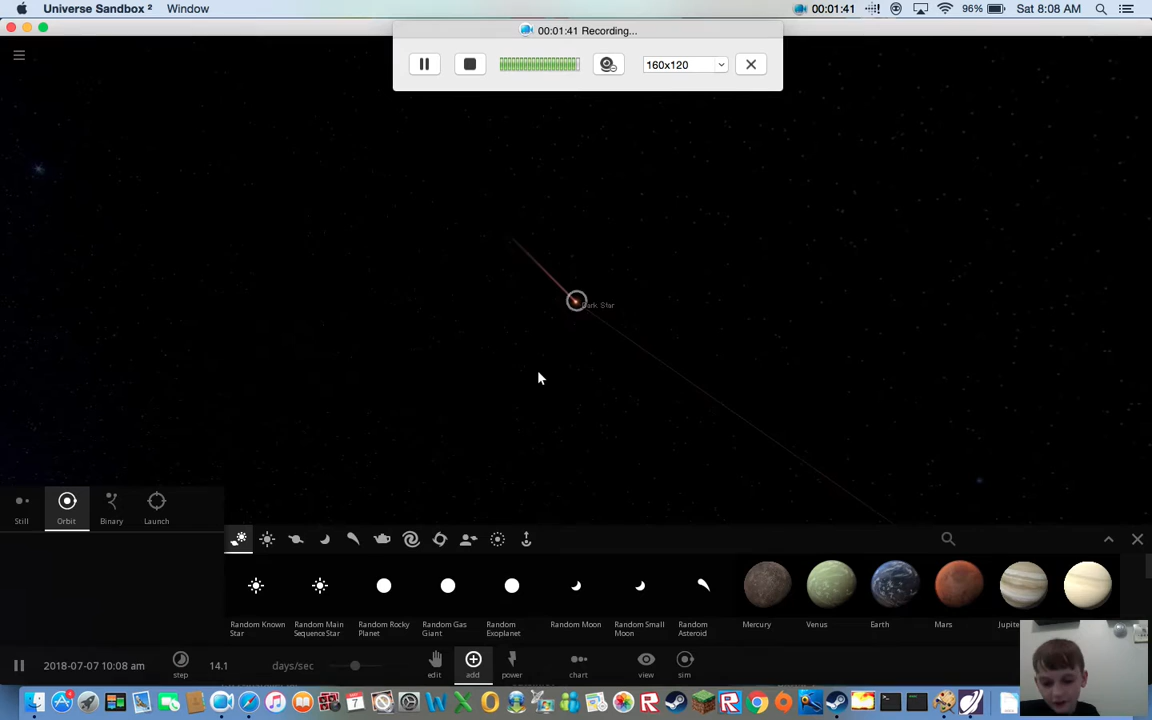 Universe Sandbox ²
Window
00:01:41
96%
Sat 8:08 AM
00:01:41 Recording...
160x120
Dark Star
Still
Orbit
Binary
Launch
Random Known Star
Random Main Sequence Star
Random Rocky Planet
Random Gas Giant
Random Exoplanet
Random Moon
Random Small Moon
Random Asteroid
Mercury
Venus
Earth
Mars
2018-07-07 10:08 am
step
14.1
days/sec
edit
add
power
chart
view
sim